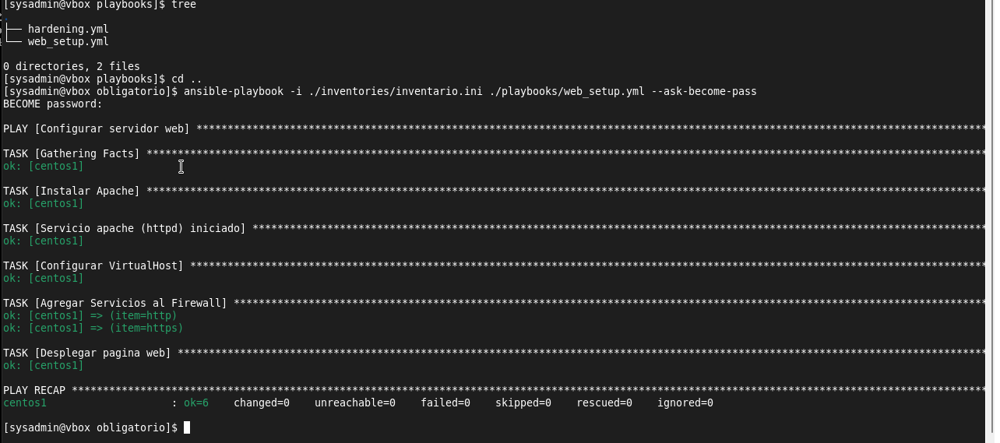 [sysadmin@vbox playbooks]$ tree
.
├── hardening.yml
└── web_setup.yml
0 directories, 2 files
[sysadmin@vbox playbooks]$ cd ..
[sysadmin@vbox obligatorio]$ ansible-playbook -i ./inventories/inventario.ini ./playbooks/web_setup.yml --ask-become-pass
BECOME password:
PLAY [Configurar servidor web] *******************************************************************************************************************************
TASK [Gathering Facts] ***************************************************************************************************************************************
ok: [centos1]
TASK [Instalar Apache] ***************************************************************************************************************************************
ok: [centos1]
TASK [Servicio apache (httpd) iniciado] **********************************************************************************************************************
ok: [centos1]
TASK [Configurar VirtualHost] ********************************************************************************************************************************
ok: [centos1]
TASK [Agregar Servicios al Firewall] *************************************************************************************************************************
ok: [centos1] => (item=http)
ok: [centos1] => (item=https)
TASK [Desplegar pagina web] **********************************************************************************************************************************
ok: [centos1]
PLAY RECAP ***************************************************************************************************************************************************
centos1                    : ok=6    changed=0    unreachable=0    failed=0    skipped=0    rescued=0    ignored=0
[sysadmin@vbox obligatorio]$